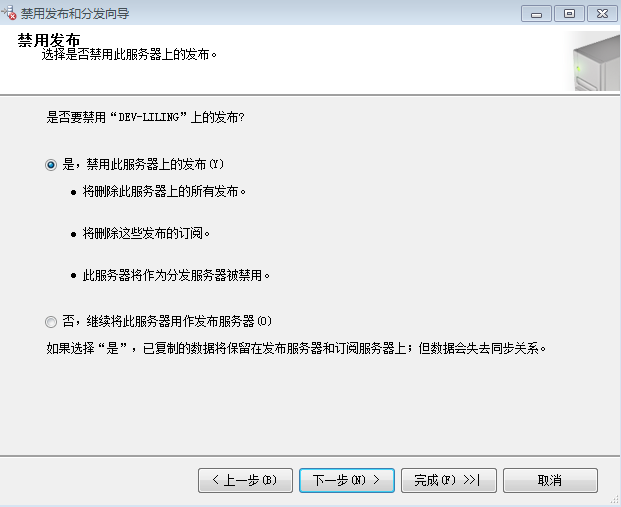 禁用发布和分发向导
禁用发布
选择是否禁用此服务器上的发布。
是否要禁用“DEV-LILING”上的发布?
是，禁用此服务器上的发布(Y)
• 将删除此服务器上的所有发布。
• 将删除这些发布的订阅。
• 此服务器将作为分发服务器被禁用。
否，继续将此服务器用作发布服务器(O)
如果选择“是”，已复制的数据将保留在发布服务器和订阅服务器上；但数据会失去同步关系。
< 上一步(B)
下一步(N) >
完成(F) >>|
取消